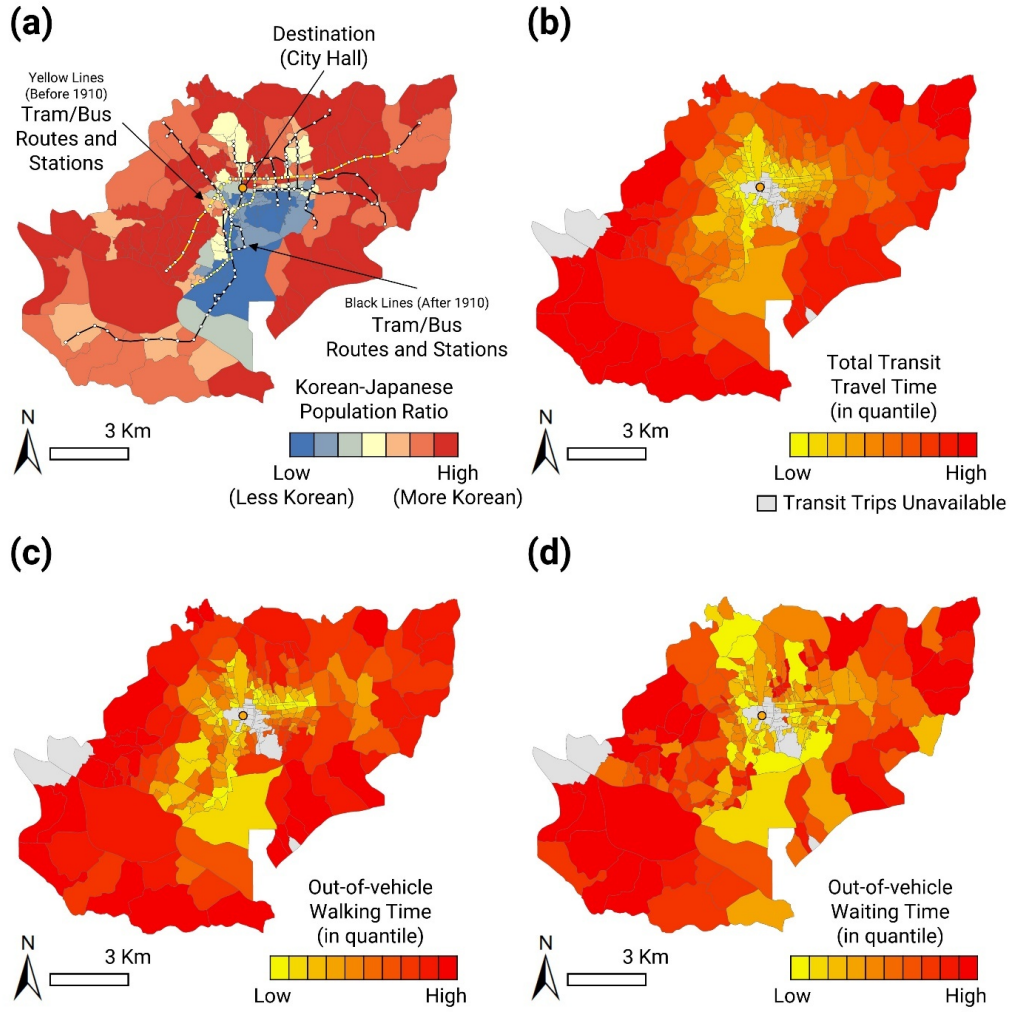 (a)
Destination
(City Hall)
Yellow Lines
(Before 1910)
Tram/Bus
Routes and
Stations
Black Lines (After 1910)
Tram/Bus
Routes and Stations
Korean-Japanese
Population Ratio
Low
High
(Less Korean)
(More Korean)
N
3 Km
(b)
Total Transit
Travel Time
(in quantile)
Low
High
Transit Trips Unavailable
N
3 Km
(c)
Out-of-vehicle
Walking Time
(in quantile)
Low
High
N
3 Km
(d)
Out-of-vehicle
Waiting Time
(in quantile)
Low
High
N
3 Km